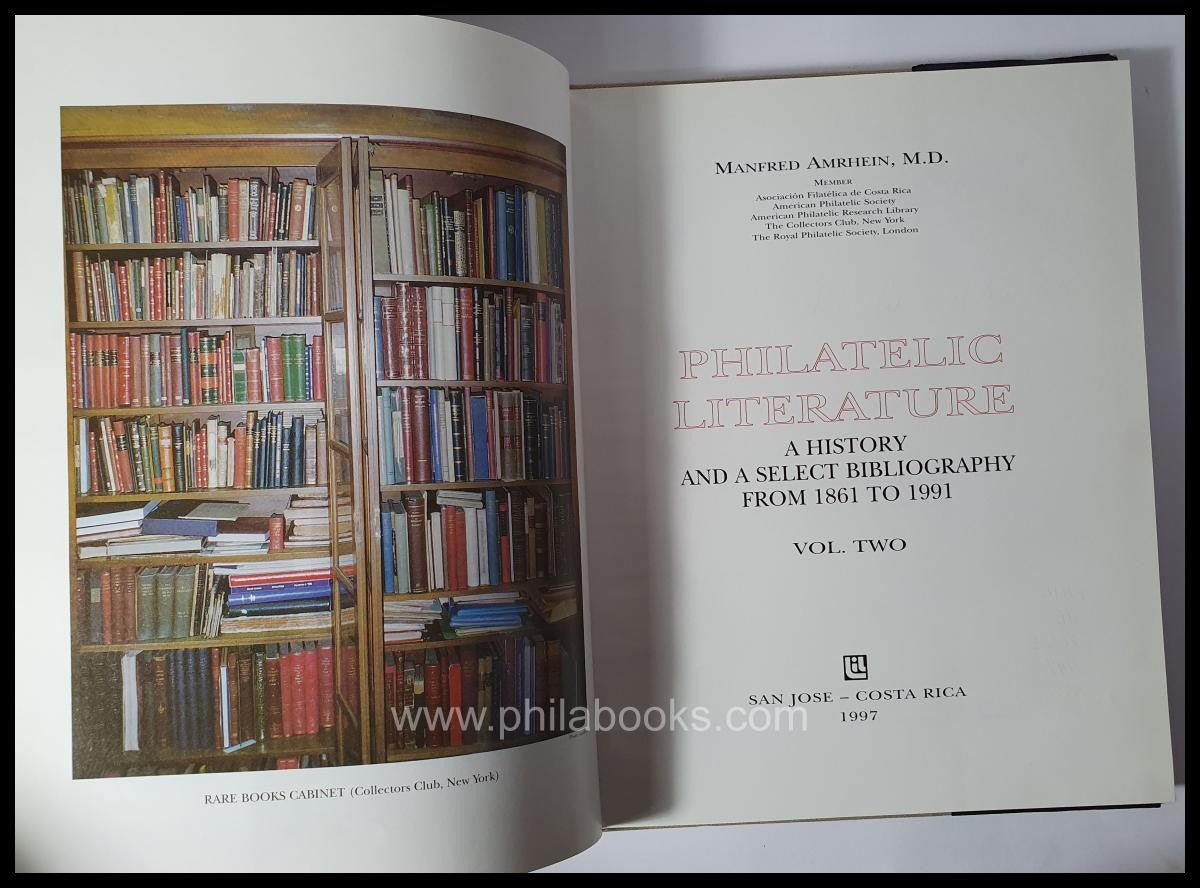 RARE BOOKS CABINET (Collectors Club, New York)
MANFRED AMRHEIN, M.D.
MEMBER
Asociación Filatélica de Costa Rica
American Philatelic Society
American Philatelic Research Library
The Collectors Club, New York
The Royal Philatelic Society, London
PHILATELIC
LITERATURE
A HISTORY
AND A SELECT BIBLIOGRAPHY
FROM 1861 TO 1991
VOL. TWO
SAN JOSE – COSTA RICA
1997
www.philabooks.com